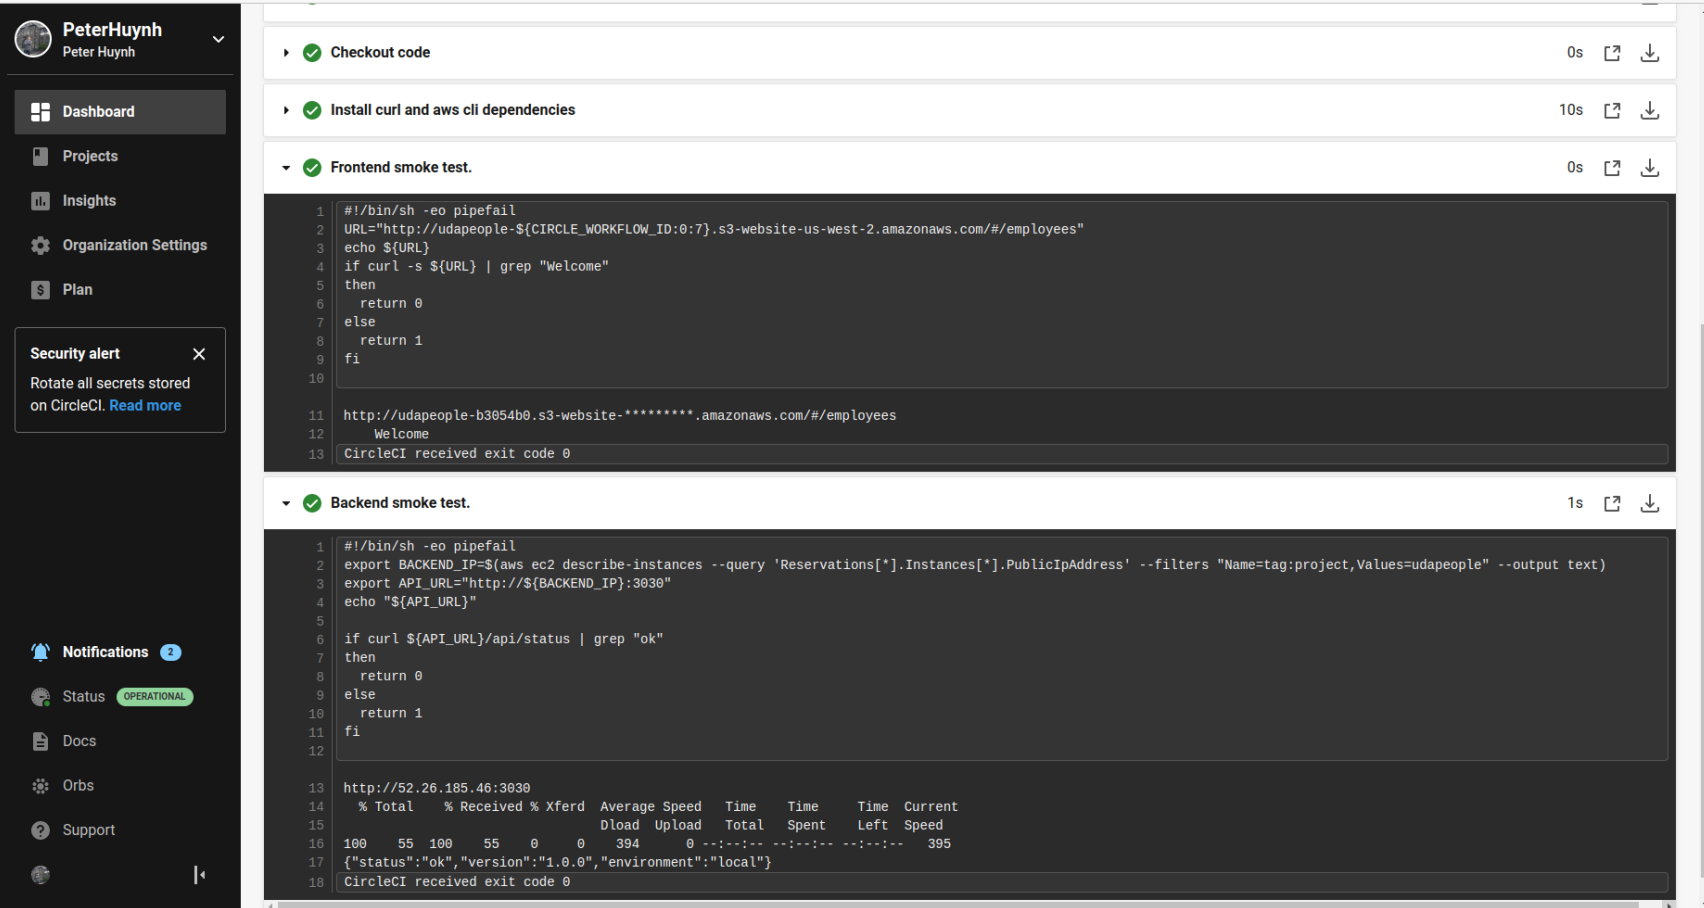 PeterHuynh
Peter Huynh
Dashboard
Projects
Insights
Organization Settings
Plan
Security alert
Rotate all secrets stored
on CircleCI. Read more
Notifications 2
Status OPERATIONAL
Docs
Orbs
Support
Checkout code 0s
Install curl and aws cli dependencies 10s
Frontend smoke test. 0s
1 #!/bin/sh -eo pipefail
2 URL="http://udapeople-${CIRCLE_WORKFLOW_ID:0:7}.s3-website-us-west-2.amazonaws.com/#/employees"
3 echo ${URL}
4 if curl -s ${URL} | grep "Welcome"
5 then
6   return 0
7 else
8   return 1
9 fi
10
11 http://udapeople-b3054b0.s3-website-*********.amazonaws.com/#/employees
12     Welcome
13 CircleCI received exit code 0
Backend smoke test. 1s
1 #!/bin/sh -eo pipefail
2 export BACKEND_IP=$(aws ec2 describe-instances --query 'Reservations[*].Instances[*].PublicIpAddress' --filters "Name=tag:project,Values=udapeople" --output text)
3 export API_URL="http://${BACKEND_IP}:3030"
4 echo "${API_URL}"
5
6 if curl ${API_URL}/api/status | grep "ok"
7 then
8   return 0
9 else
10   return 1
11 fi
12
13 http://52.26.185.46:3030
14   % Total    % Received % Xferd  Average Speed   Time    Time     Time  Current
15                                  Dload  Upload   Total   Spent    Left  Speed
16 100    55  100    55    0     0    394      0 --:--:-- --:--:-- --:--:--   395
17 {"status":"ok","version":"1.0.0","environment":"local"}
18 CircleCI received exit code 0